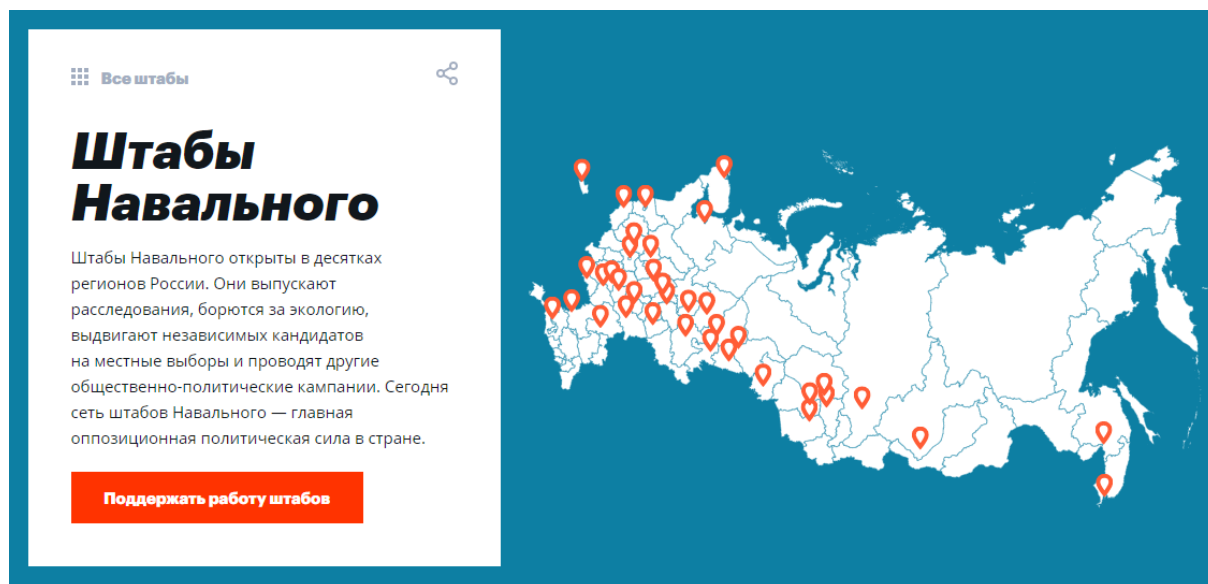 Все штабы
Штабы
Навального
Штабы Навального открыты в десятках
регионов России. Они выпускают
расследования, борются за экологию,
выдвигают независимых кандидатов
на местные выборы и проводят другие
общественно-политические кампании. Сегодня
сеть штабов Навального — главная
оппозиционная политическая сила в стране.
Поддержать работу штабов